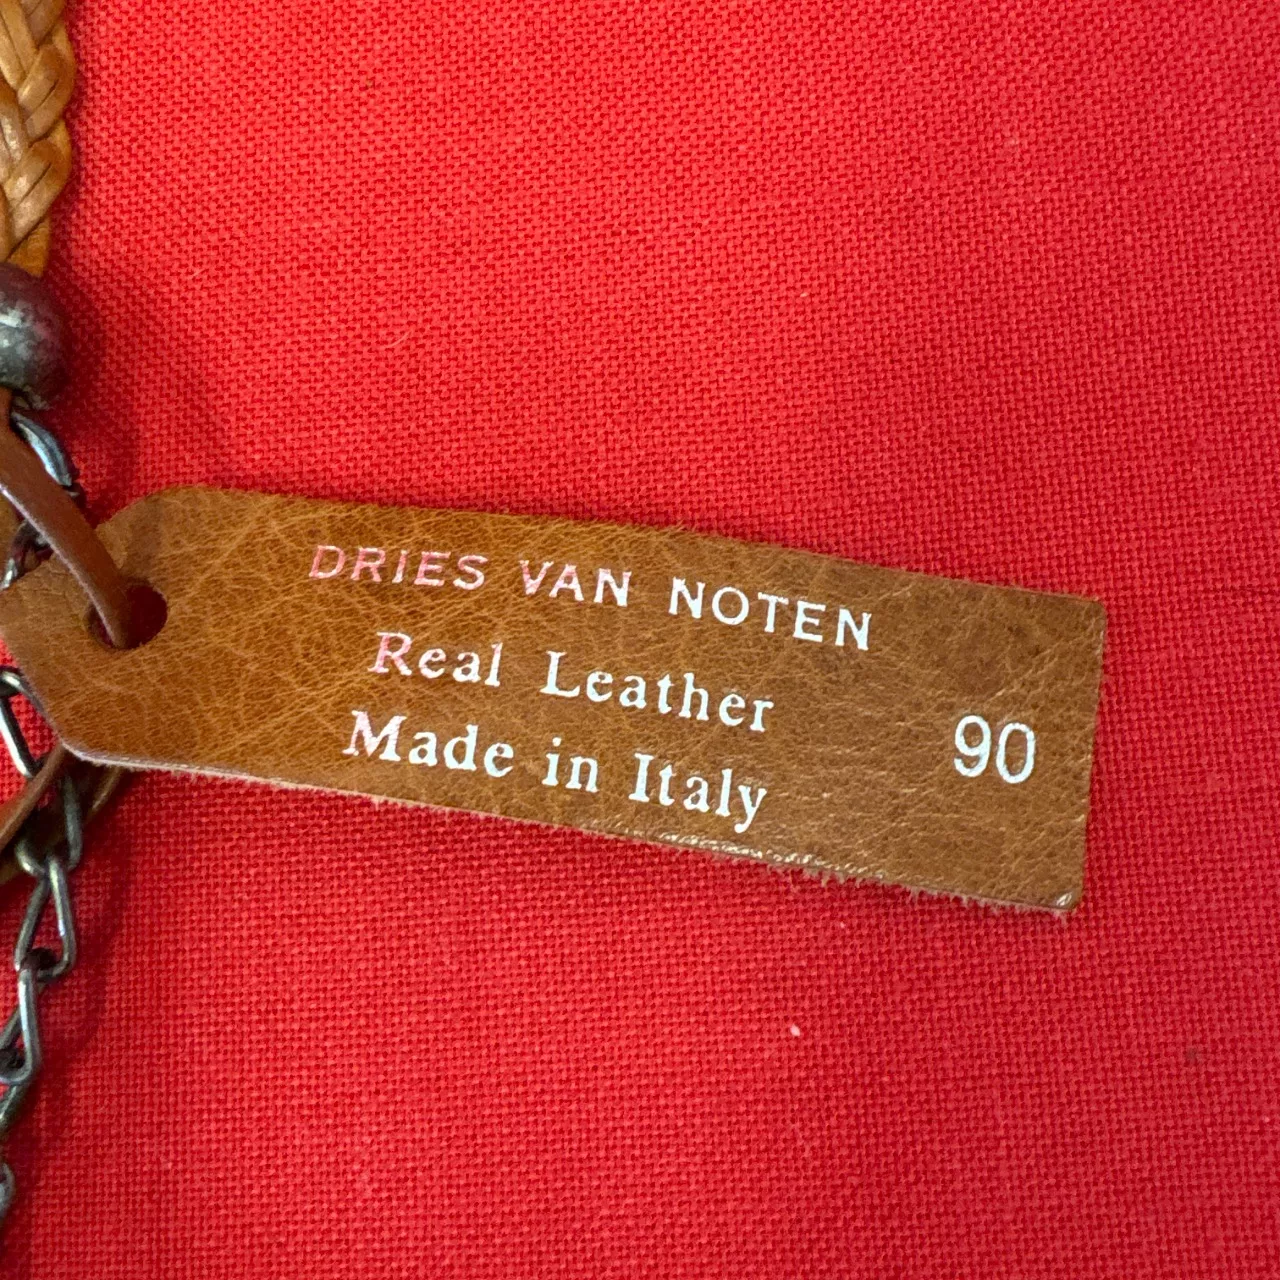 DRIES VAN NOTEN
Real Leather
Made in Italy
90